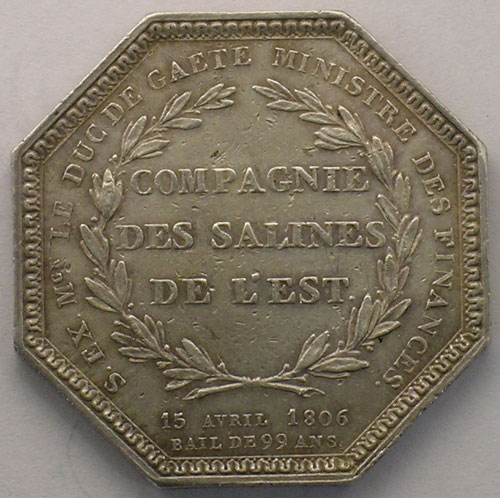 S. EX. Mgr LE DUC DE GAETE MINISTRE DES FINANCES.
COMPAGNIE
DES SALINES
DE L'EST.
15 AVRIL 1806
BAIL DE 99 ANS.